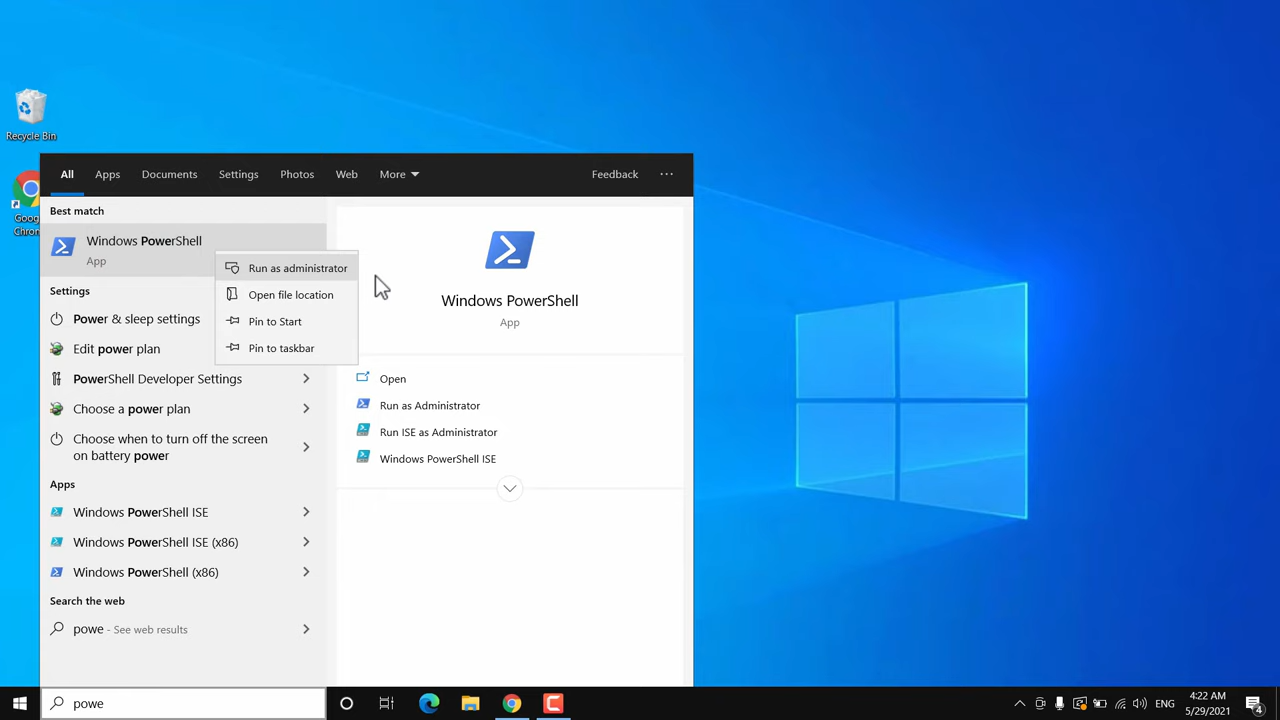 Recycle Bin
Goog
Chron
All
Apps
Documents
Settings
Photos
Web
More
Feedback
Best match
Windows PowerShell
App
Run as administrator
Open file location
Pin to Start
Pin to taskbar
Settings
Power & sleep settings
Edit power plan
PowerShell Developer Settings
Choose a power plan
Choose when to turn off the screen
on battery power
Apps
Windows PowerShell ISE
Windows PowerShell ISE (x86)
Windows PowerShell (x86)
Search the web
powe - See web results
Windows PowerShell
App
Open
Run as Administrator
Run ISE as Administrator
Windows PowerShell ISE
powe
ENG
4:22 AM
5/29/2021
4